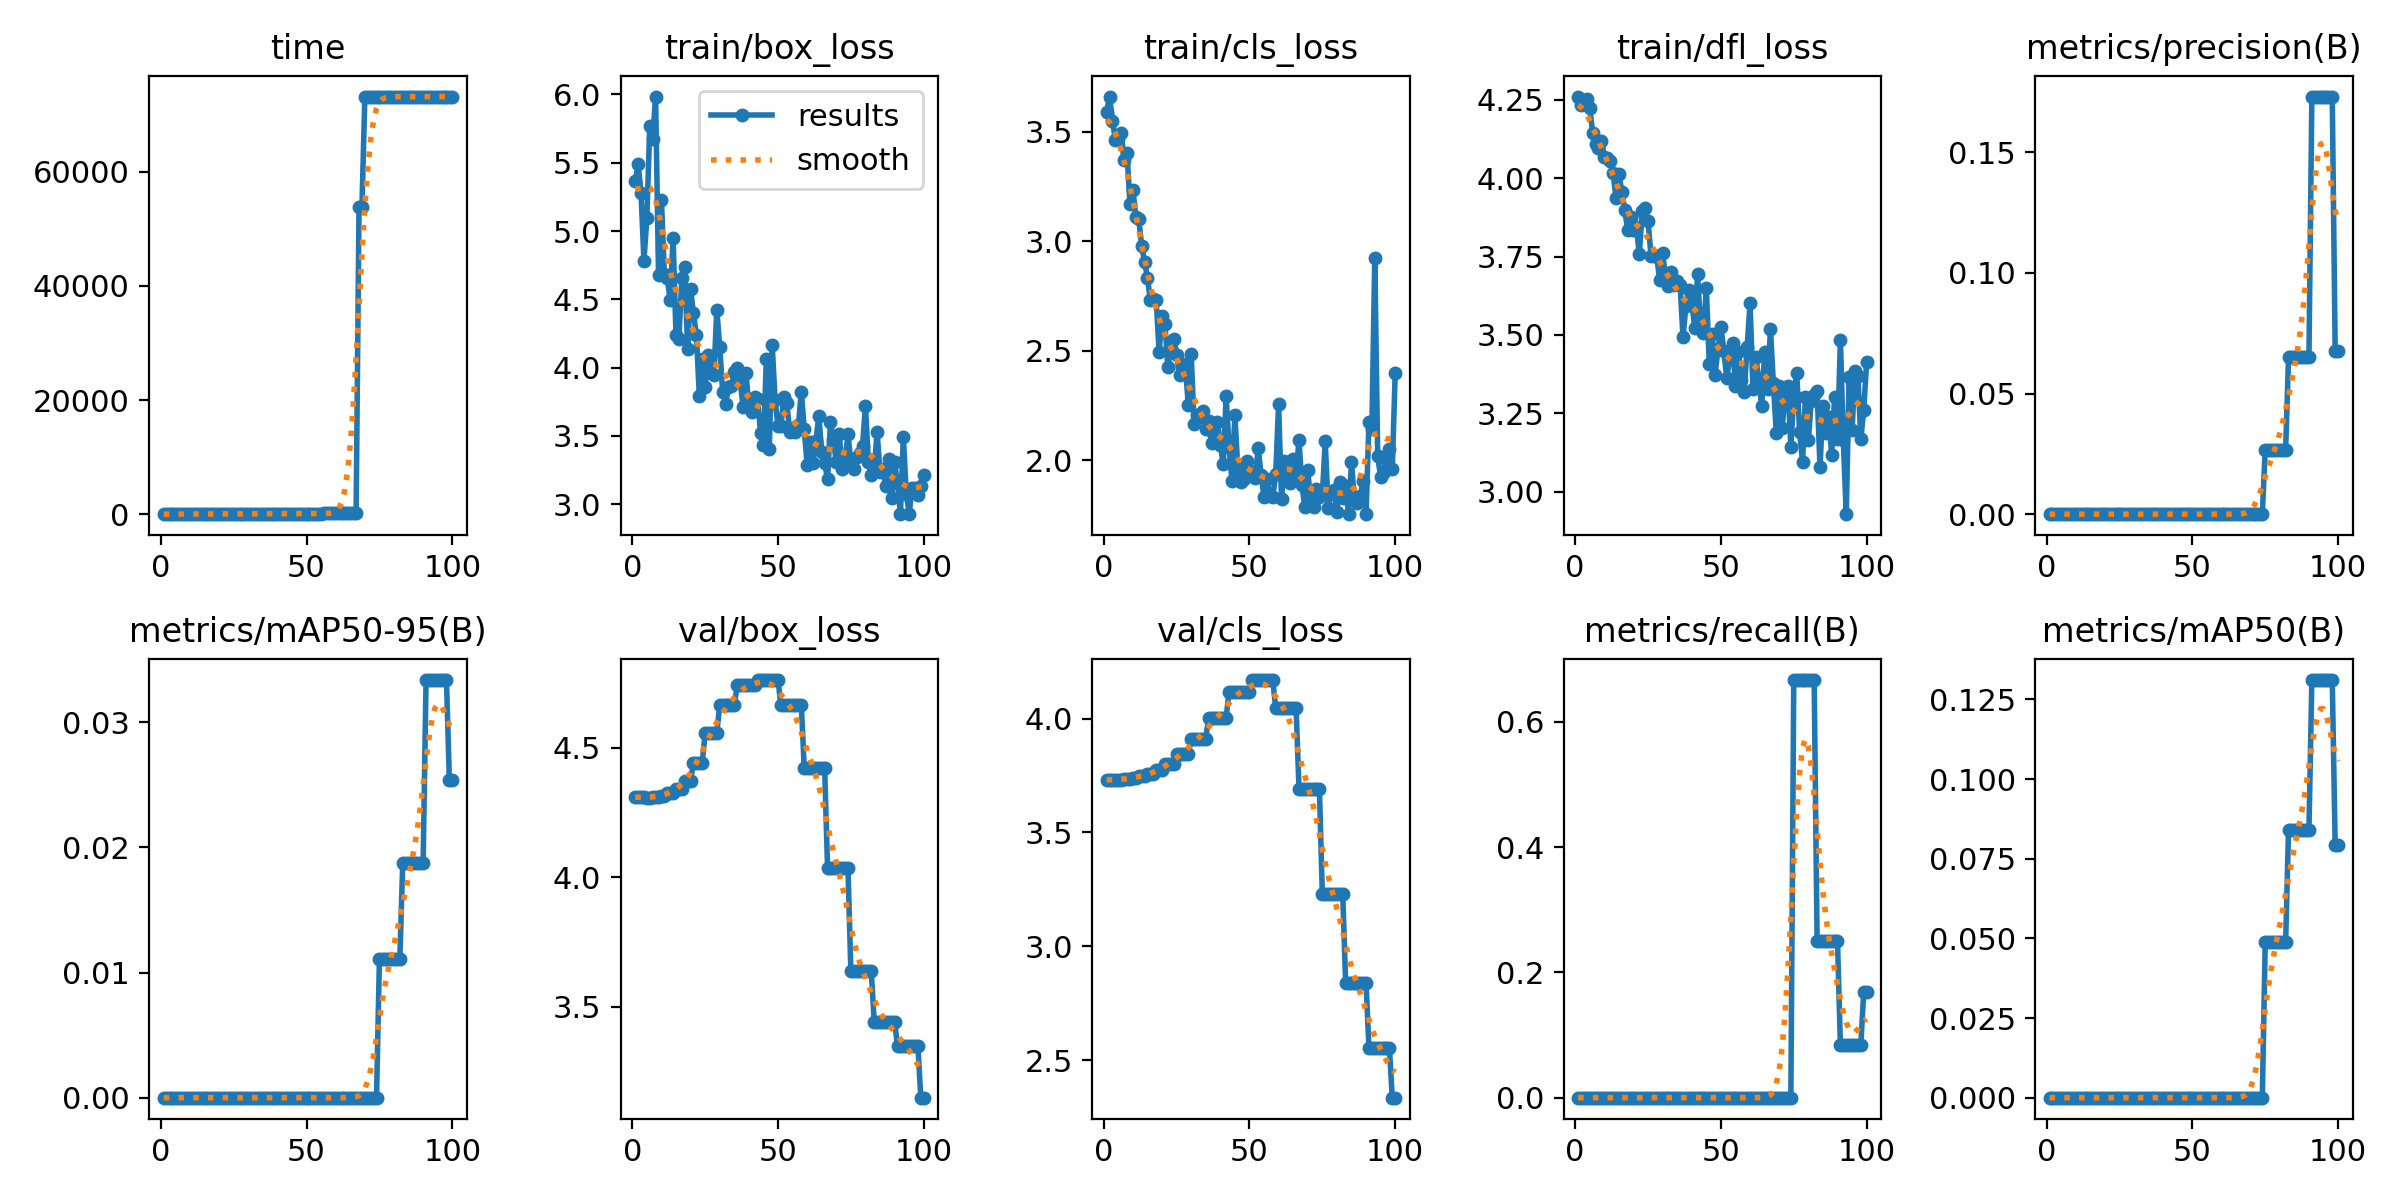 time
60000
40000
20000
0
0 50 100
train/box_loss
results
smooth
6.0
5.5
5.0
4.5
4.0
3.5
3.0
0 50 100
train/cls_loss
3.5
3.0
2.5
2.0
0 50 100
train/dfl_loss
4.25
4.00
3.75
3.50
3.25
3.00
0 50 100
metrics/precision(B)
0.15
0.10
0.05
0.00
0 50 100
metrics/mAP50-95(B)
0.03
0.02
0.01
0.00
0 50 100
val/box_loss
4.5
4.0
3.5
0 50 100
val/cls_loss
4.0
3.5
3.0
2.5
0 50 100
metrics/recall(B)
0.6
0.4
0.2
0.0
0 50 100
metrics/mAP50(B)
0.125
0.100
0.075
0.050
0.025
0.000
0 50 100